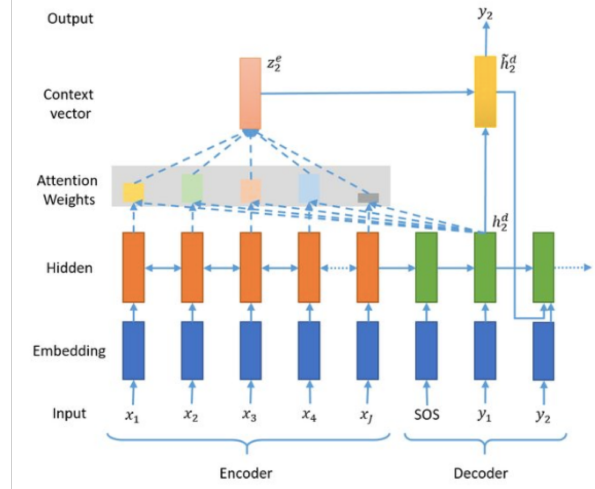 Output
y₂
Context
vector
z₂ᵉ
h̃₂ᵈ
Attention
Weights
h₂ᵈ
Hidden
Embedding
Input x₁ x₂ x₃ x₄ x_J SOS y₁ y₂
Encoder Decoder